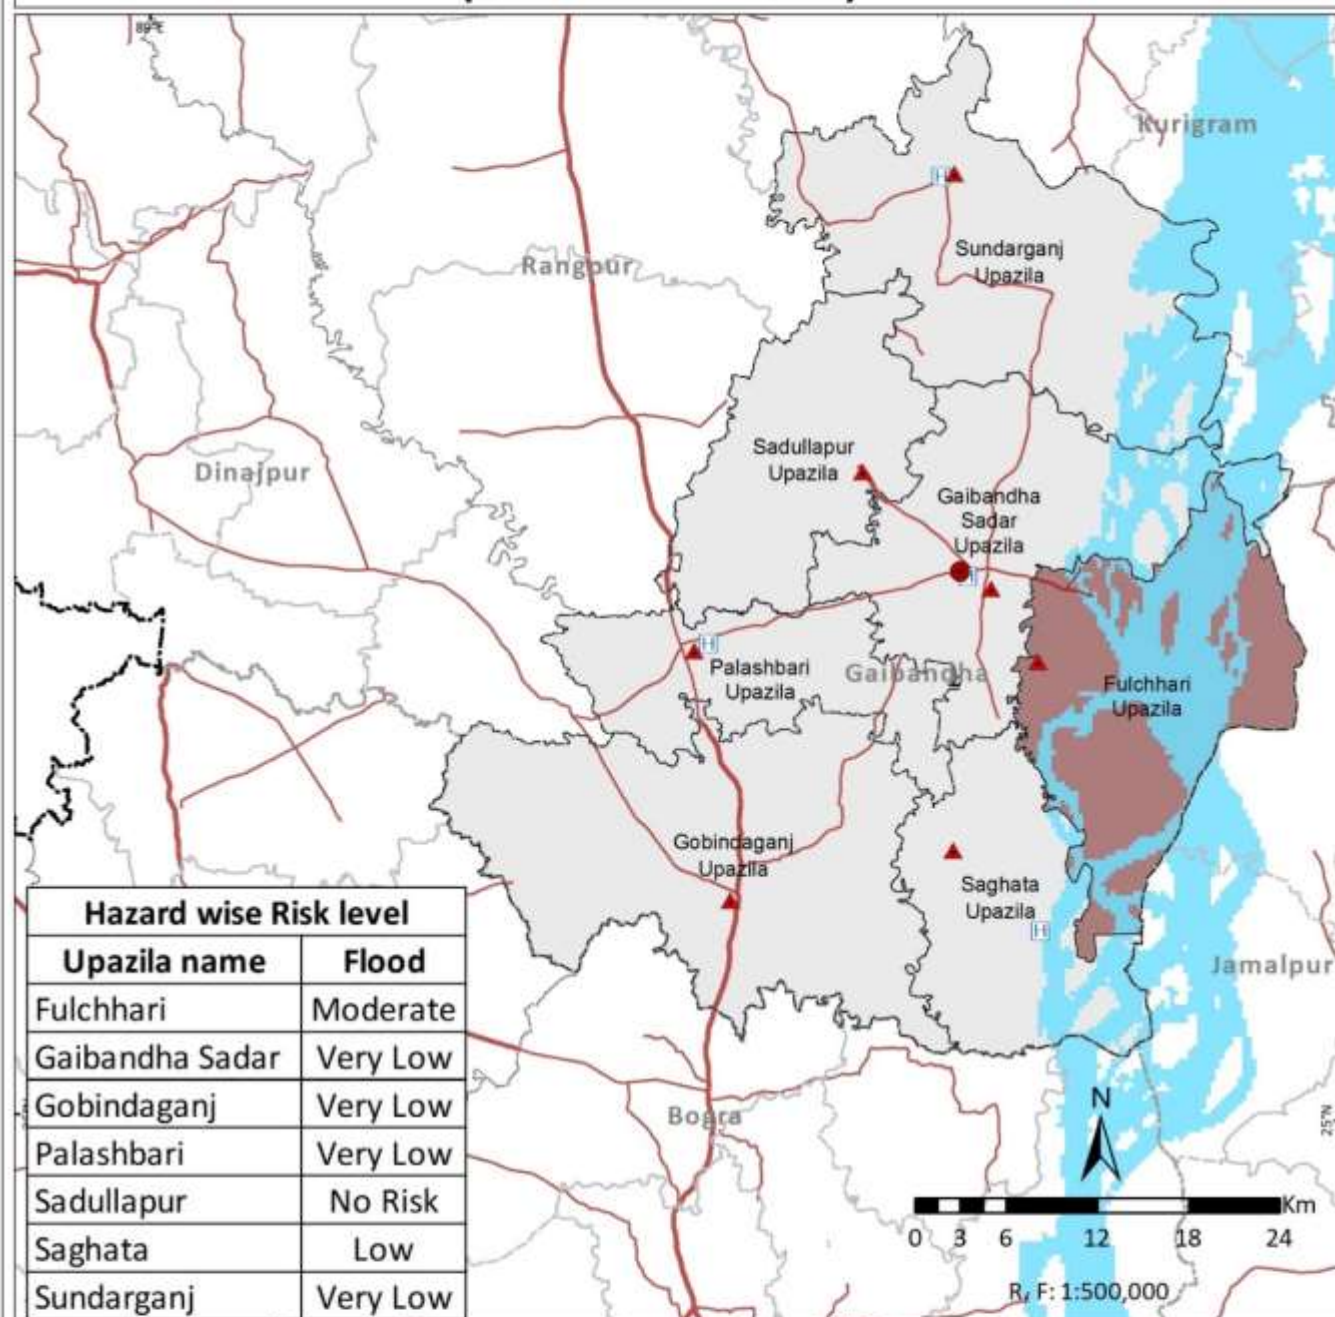 89°E
Kurigram
Sundarganj
Upazila
Rangpur
Sadullapur
Upazila
Dinajpur
Gaibandha
Sadar
Upazila
Palashbari
Upazila
Gaibandha
Fulchhari
Upazila
Gobindaganj
Upazila
Saghata
Upazila
H
H
H
Jamalpur
Bogra
N
25°N
Km
0 3 6 12 18 24
R, F: 1:500,000
Hazard wise Risk level
Upazila name Flood
Fulchhari Moderate
Gaibandha Sadar Very Low
Gobindaganj Very Low
Palashbari Very Low
Sadullapur No Risk
Saghata Low
Sundarganj Very Low